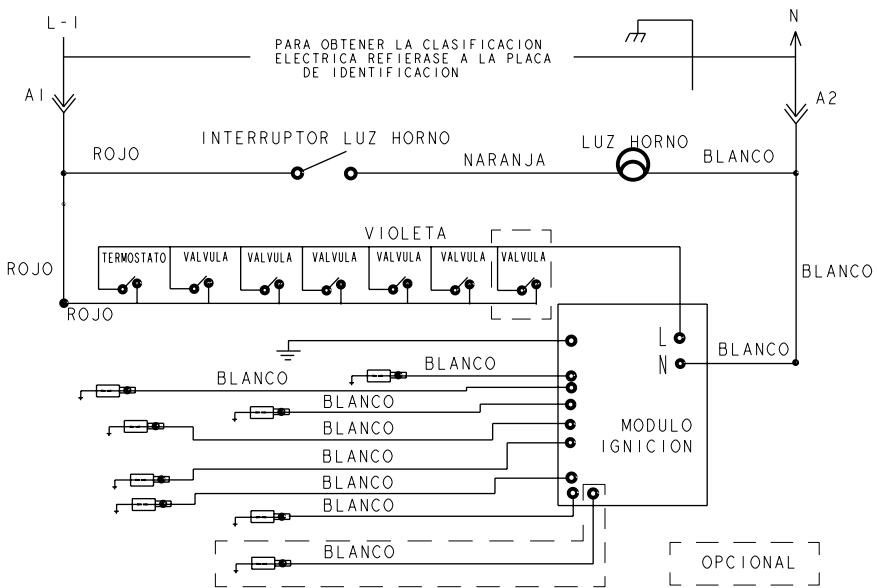 L-1
N
PARA OBTENER LA CLASIFICACION
ELECTRICA REFIERASE A LA PLACA
DE IDENTIFICACION
A1
A2
INTERRUPTOR LUZ HORNO
LUZ HORNO
ROJO
NARANJA
BLANCO
VIOLETA
TERMOSTATO
VALVULA
VALVULA
VALVULA
VALVULA
VALVULA
VALVULA
ROJO
BLANCO
ROJO
L
N
BLANCO
BLANCO
BLANCO
BLANCO
BLANCO
MODULO
IGNICION
BLANCO
BLANCO
BLANCO
BLANCO
OPCIONAL